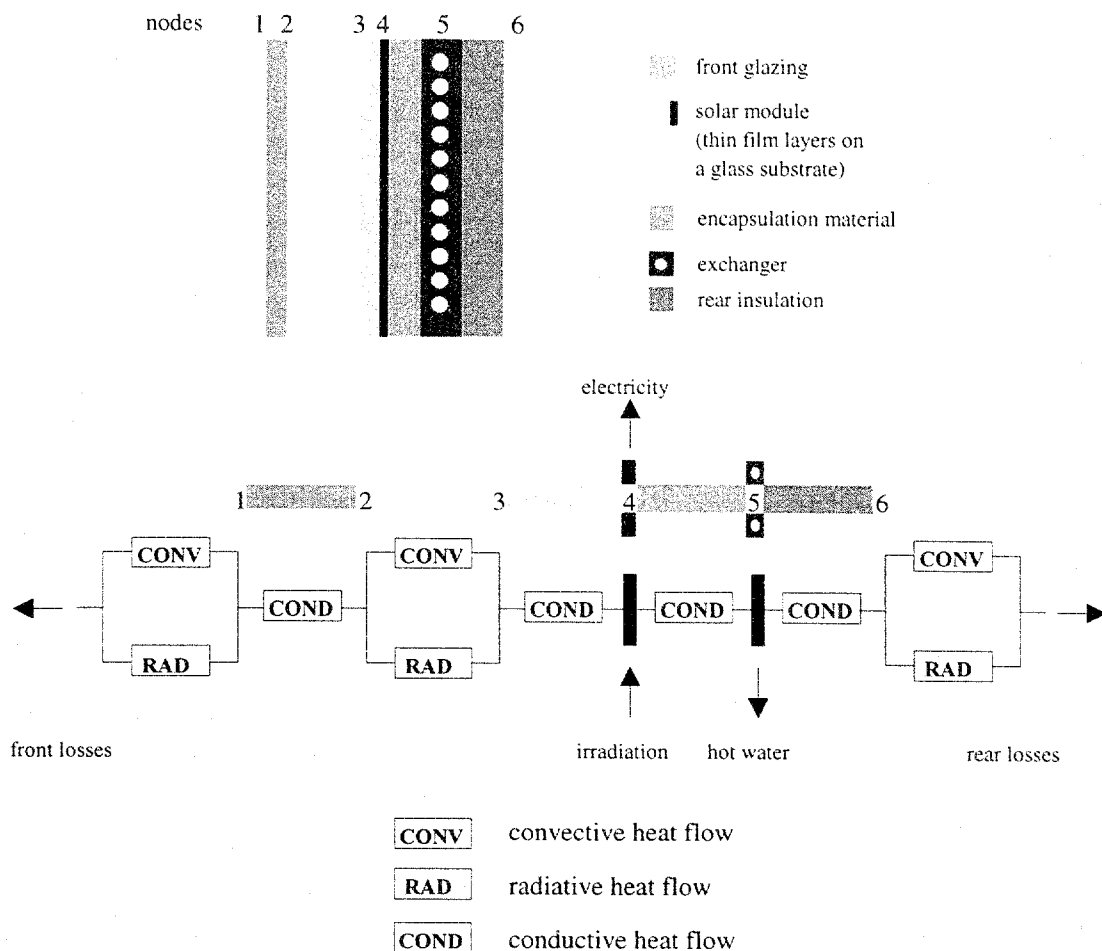 nodes 1 2 3 4 5 6
front glazing
solar module
(thin film layers on
a glass substrate)
encapsulation material
exchanger
rear insulation
electricity
1 2 3 4 5 6
CONV CONV CONV
COND COND COND COND
RAD RAD RAD
front losses irradiation hot water rear losses
CONV convective heat flow
RAD radiative heat flow
COND conductive heat flow